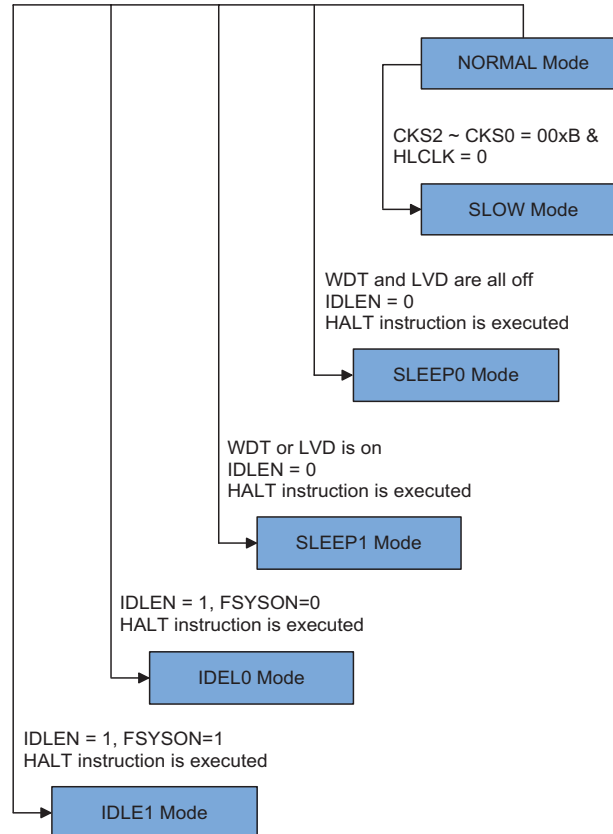 NORMAL Mode
CKS2 ~ CKS0 = 00xB &
HLCLK = 0
SLOW Mode
WDT and LVD are all off
IDLEN = 0
HALT instruction is executed
SLEEP0 Mode
WDT or LVD is on
IDLEN = 0
HALT instruction is executed
SLEEP1 Mode
IDLEN = 1, FSYSON=0
HALT instruction is executed
IDEL0 Mode
IDLEN = 1, FSYSON=1
HALT instruction is executed
IDLE1 Mode